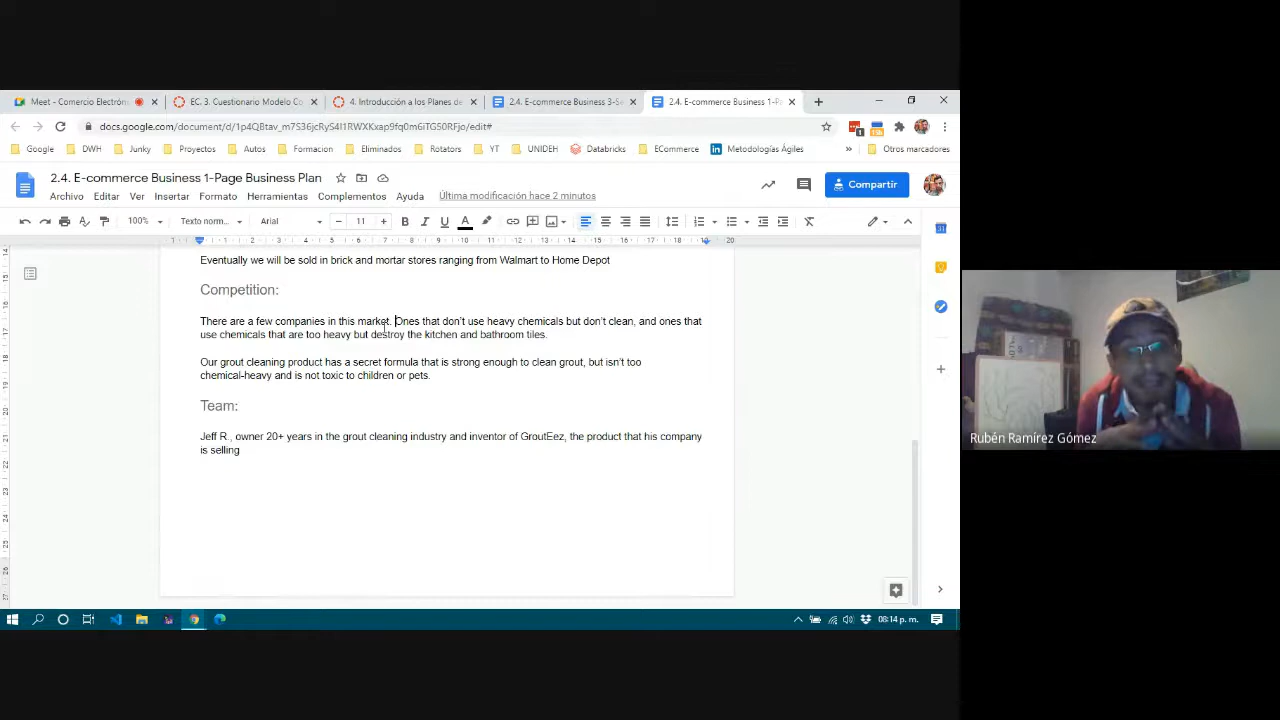 Meet - Comercio Electrón
EC. 3. Cuestionario Modelo Co
4. Introducción a los Planes de
2.4. E-commerce Business 3-Se
2.4. E-commerce Business 1-Pa
docs.google.com/document/d/1p4QBtav_m7S36jcRyS4I1RWXKxap9fq0m6iTG50RFjo/edit#
Google DWH Junky Proyectos Autos Formacion Eliminados Rotators YT UNIDEH Databricks ECommerce Metodologías Ágiles » Otros marcadores
2.4. E-commerce Business 1-Page Business Plan
Compartir
Archivo Editar Ver Insertar Formato Herramientas Complementos Ayuda Última modificación hace 2 minutos
100% Texto norm... Arial 11
Eventually we will be sold in brick and mortar stores ranging from Walmart to Home Depot
Competition:
There are a few companies in this market. Ones that don't use heavy chemicals but don't clean, and ones that
use chemicals that are too heavy but destroy the kitchen and bathroom tiles.
Our grout cleaning product has a secret formula that is strong enough to clean grout, but isn't too
chemical-heavy and is not toxic to children or pets.
Team:
Jeff R., owner 20+ years in the grout cleaning industry and inventor of GroutEez, the product that his company
is selling
Rubén Ramírez Gómez
08:14 p. m.